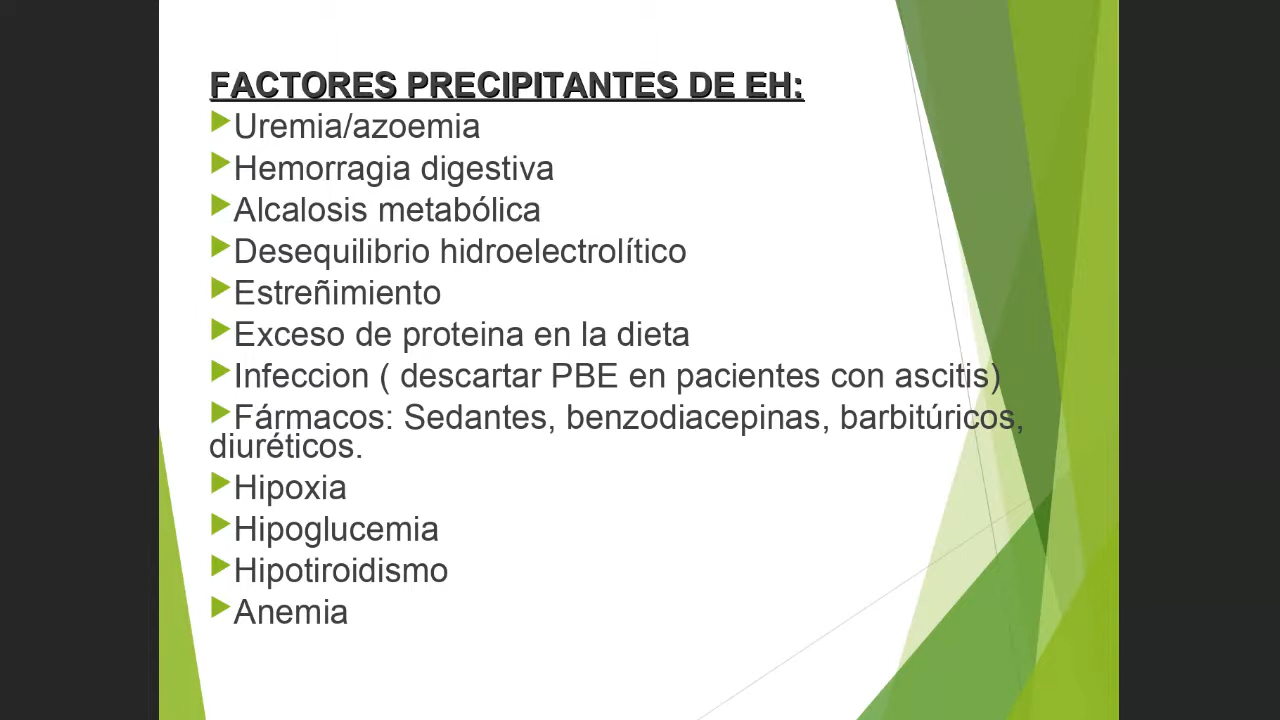 FACTORES PRECIPITANTES DE EH:
Uremia/azoemia
Hemorragia digestiva
Alcalosis metabólica
Desequilibrio hidroelectrolítico
Estreñimiento
Exceso de proteina en la dieta
Infeccion ( descartar PBE en pacientes con ascitis)
Fármacos: Sedantes, benzodiacepinas, barbitúricos,
diuréticos.
Hipoxia
Hipoglucemia
Hipotiroidismo
Anemia